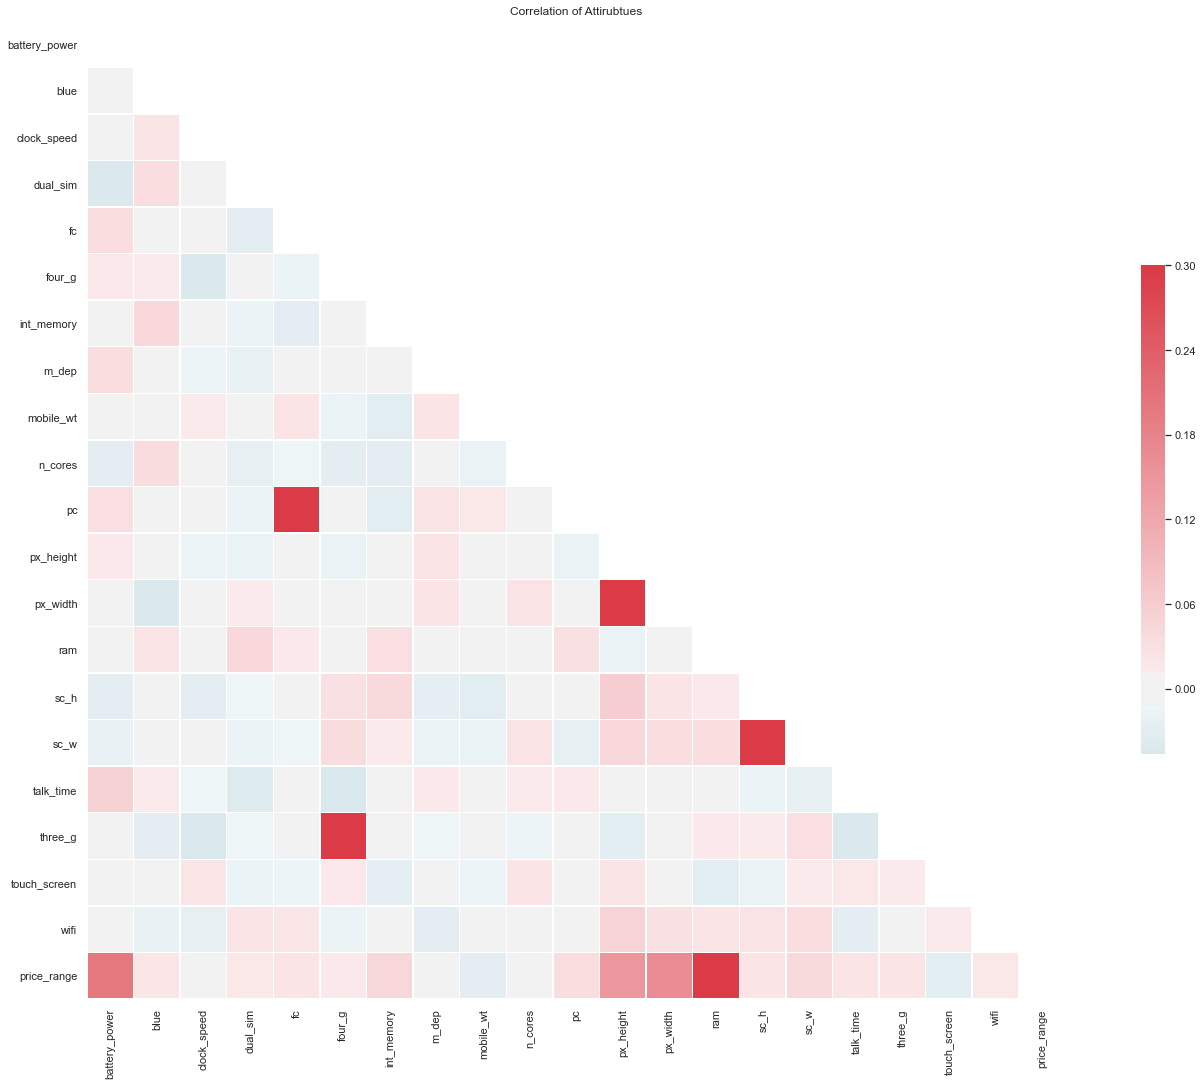 Correlation of Attirubtues
battery_power
blue
clock_speed
dual_sim
fc
four_g
int_memory
m_dep
mobile_wt
n_cores
pc
px_height
px_width
ram
sc_h
sc_w
talk_time
three_g
touch_screen
wifi
price_range
0.30
0.24
0.18
0.12
0.06
0.00
battery_power
blue
clock_speed
dual_sim
fc
four_g
int_memory
m_dep
mobile_wt
n_cores
pc
px_height
px_width
ram
sc_h
sc_w
talk_time
three_g
touch_screen
wifi
price_range